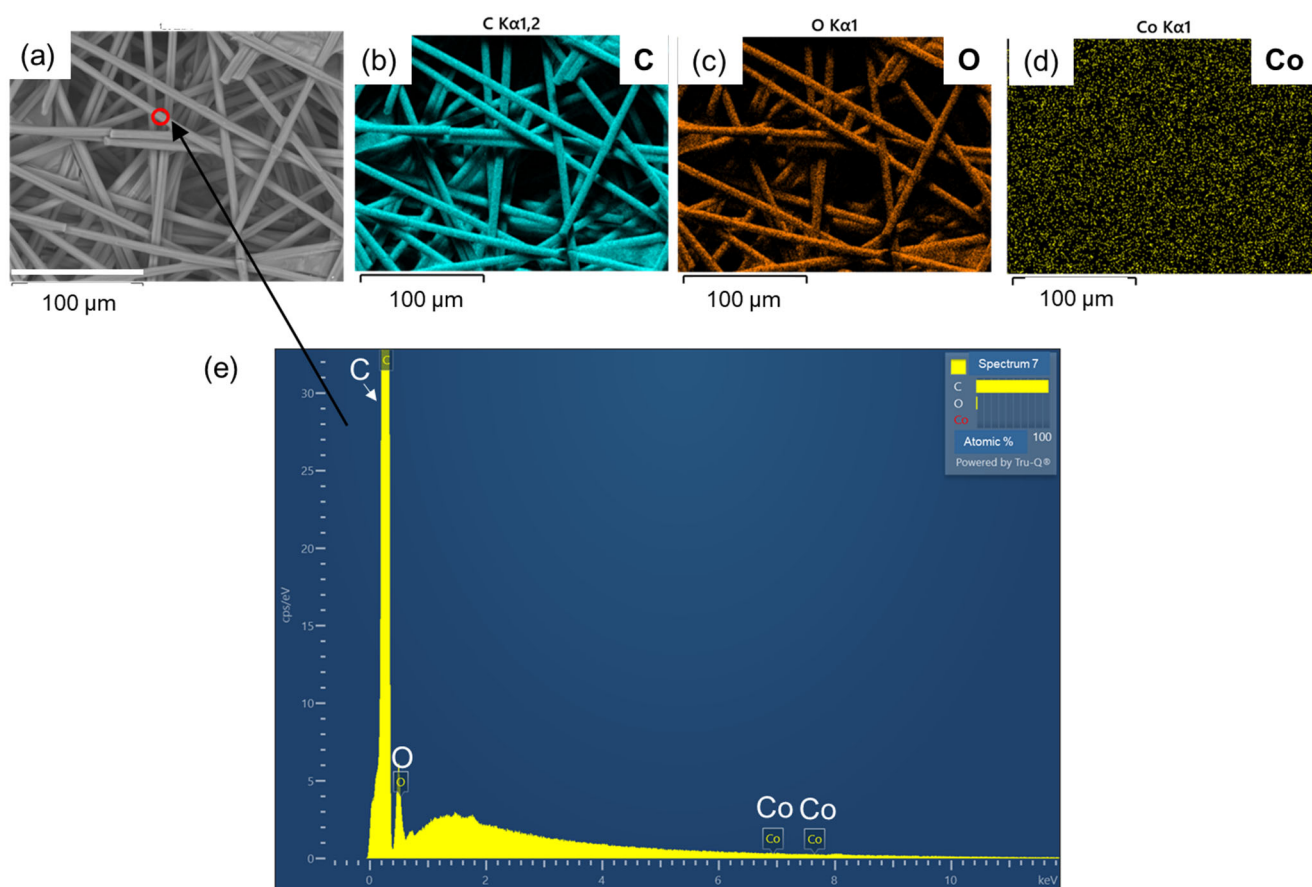 C Kα1,2
O Kα1
Co Kα1
(a)
(b)
C
(c)
O
(d)
Co
100 μm
100 μm
100 μm
100 μm
(e)
C
C
Spectrum 7
C
O
Co
Atomic %
100
Powered by Tru-Q®
30
25
20
15
10
5
0
cps/eV
O
O
Co
Co
Co
Co
0
2
4
6
8
10
keV